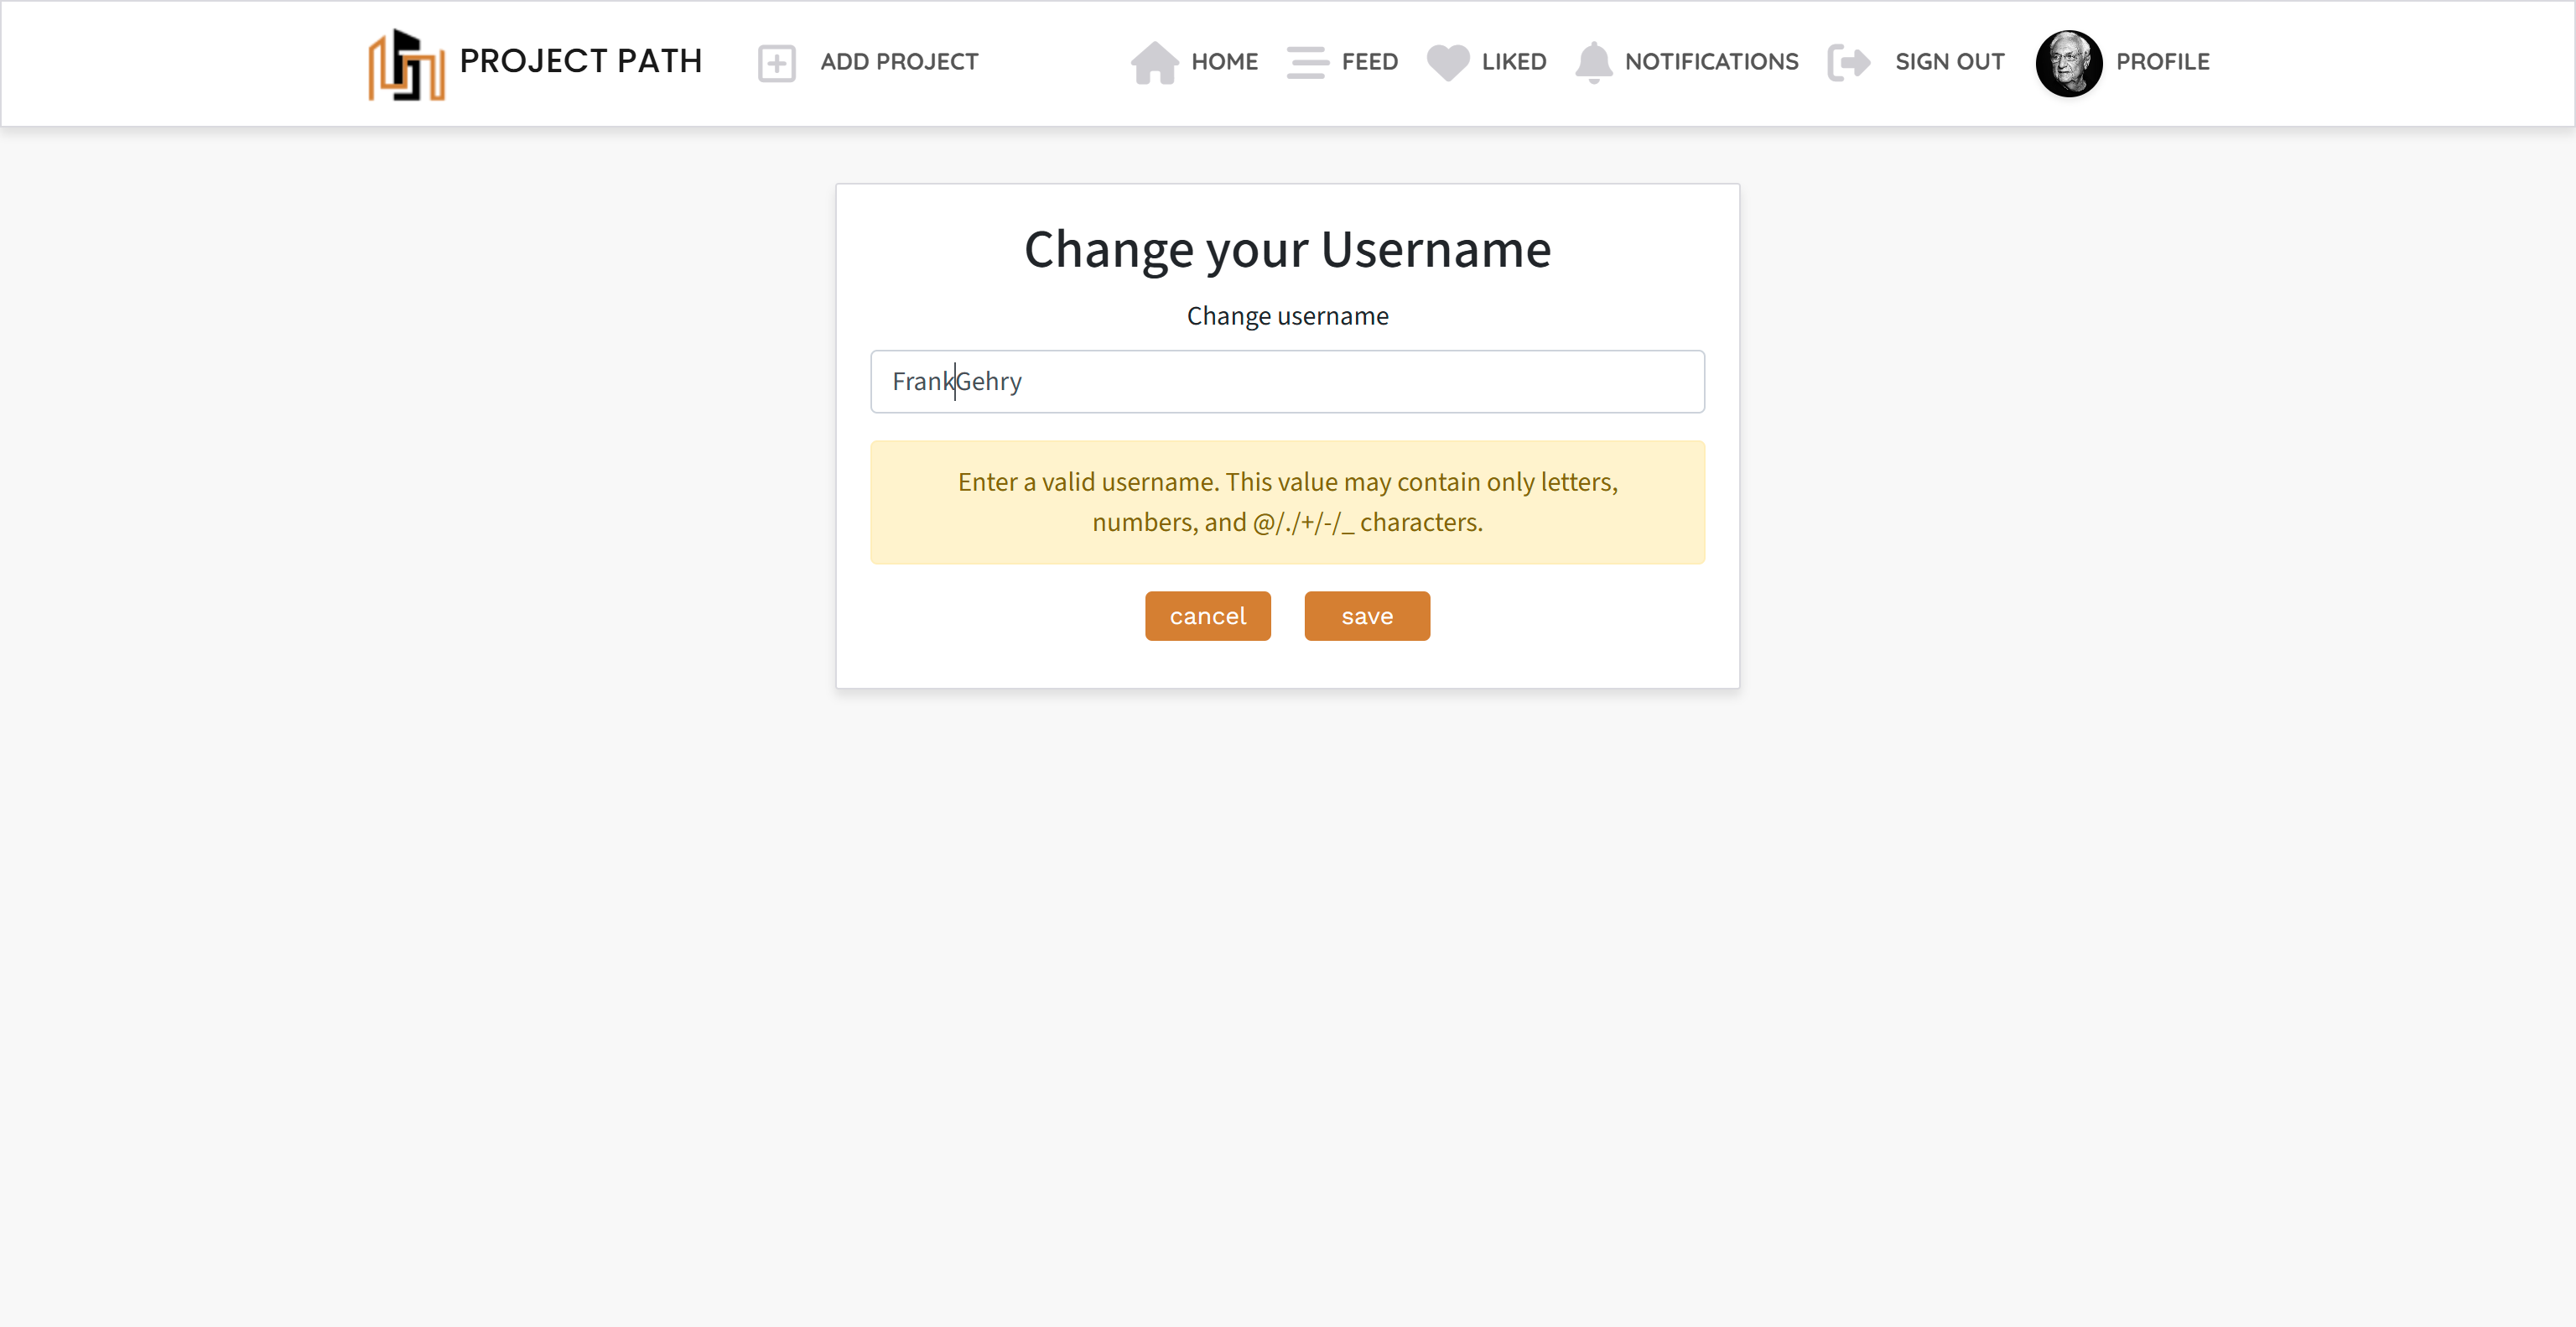 PROJECT PATH
ADD PROJECT
HOME
FEED
LIKED
NOTIFICATIONS
SIGN OUT
PROFILE
Change your Username
Change username
FrankGehry
Enter a valid username. This value may contain only letters,
numbers, and @/./+/-/_ characters.
cancel
save